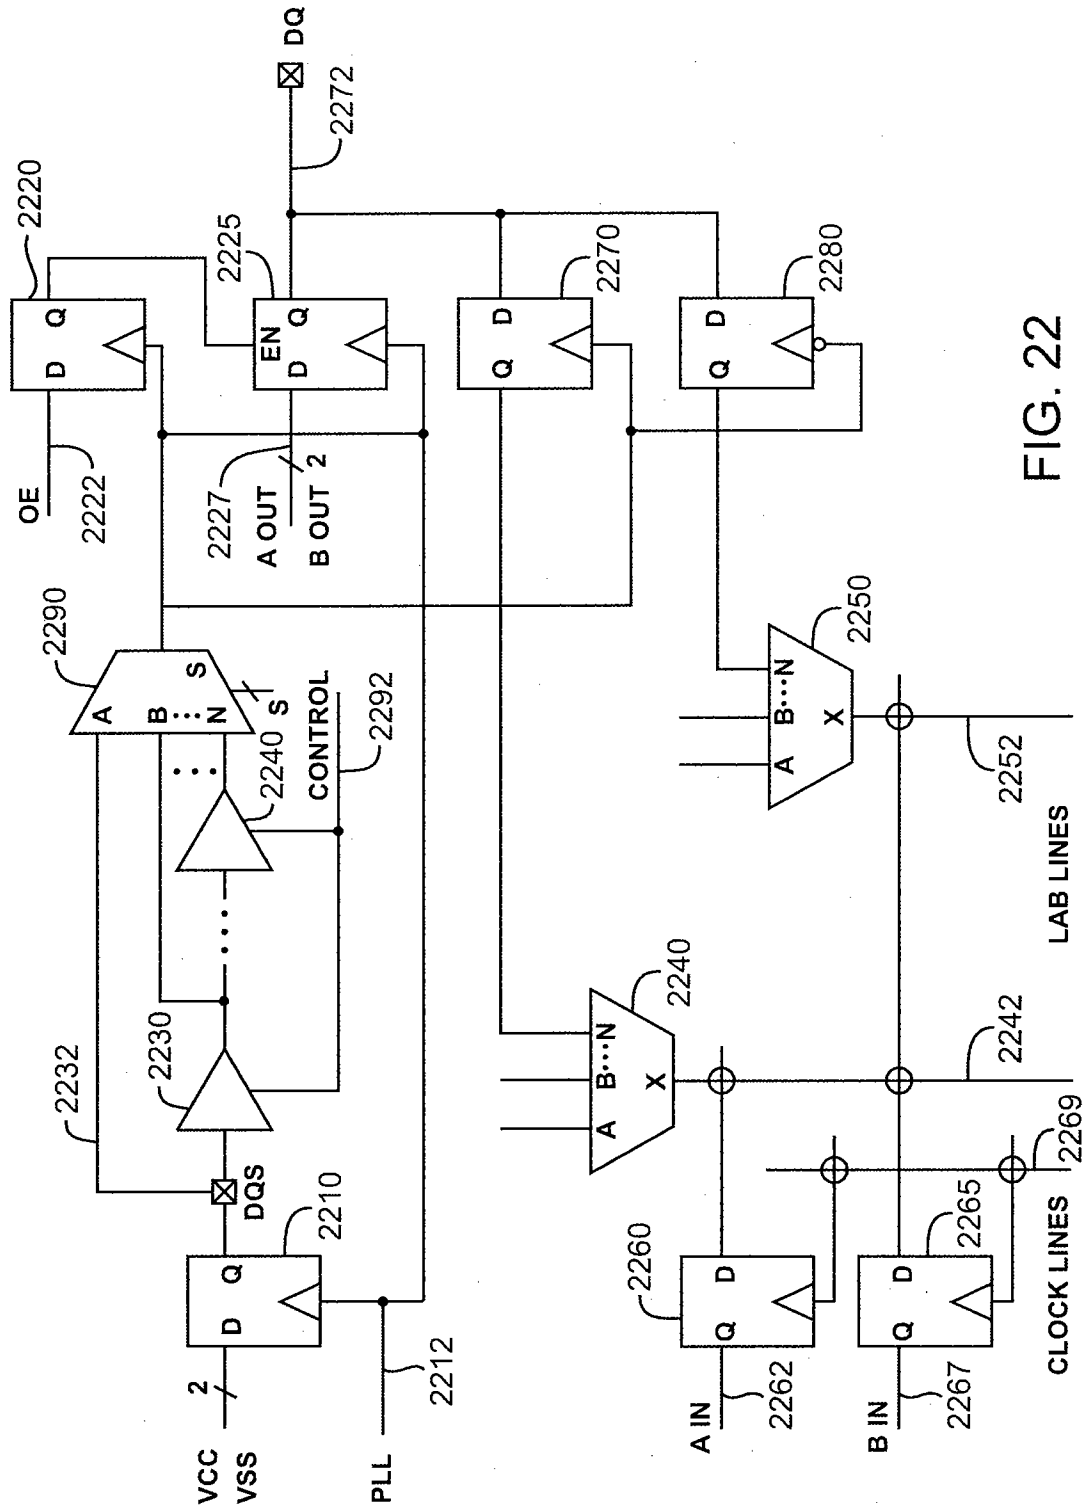 VCC
VSS
2
D
Q
2210
PLL
2212
DQS
2232
2230
2240
CONTROL
2292
A
B
N
S
S
2290
OE
2222
D
Q
2220
2227
A OUT
B OUT
2
EN
D
Q
2225
DQ
2272
Q
D
2270
Q
D
2280
A
B
N
X
2240
A
B
N
X
2250
2252
LAB LINES
2242
2269
CLOCK LINES
A IN
2262
Q
D
2260
B IN
2267
Q
D
2265
FIG. 22